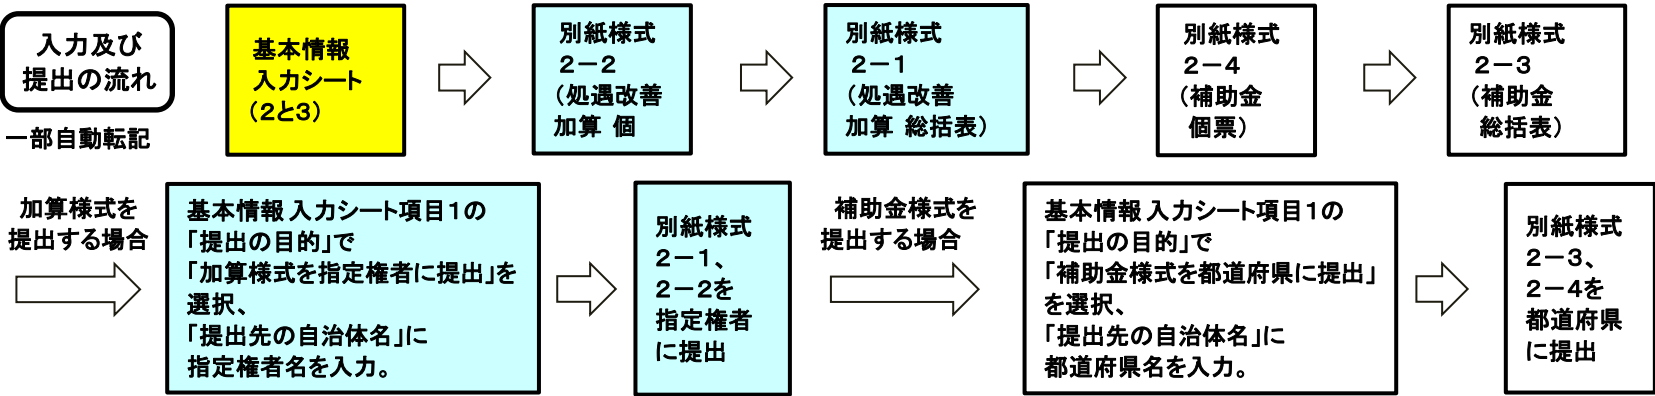 入力及び
提出の流れ
一部自動転記
基本情報
入力シート
（2と3）
別紙様式
２－２
（処遇改善
加算 個
別紙様式
２－１
（処遇改善
加算 総括表）
別紙様式
２－４
（補助金
個票）
別紙様式
２－３
（補助金
総括表）
加算様式を
提出する場合
基本情報入力シート項目１の
「提出の目的」で
「加算様式を指定権者に提出」を
選択、
「提出先の自治体名」に
指定権者名を入力。
別紙様式
２－１、
２－２を
指定権者
に提出
補助金様式を
提出する場合
基本情報入力シート項目１の
「提出の目的」で
「補助金様式を都道府県に提出」
を選択、
「提出先の自治体名」に
都道府県名を入力。
別紙様式
２－３、
２－４を
都道府県
に提出